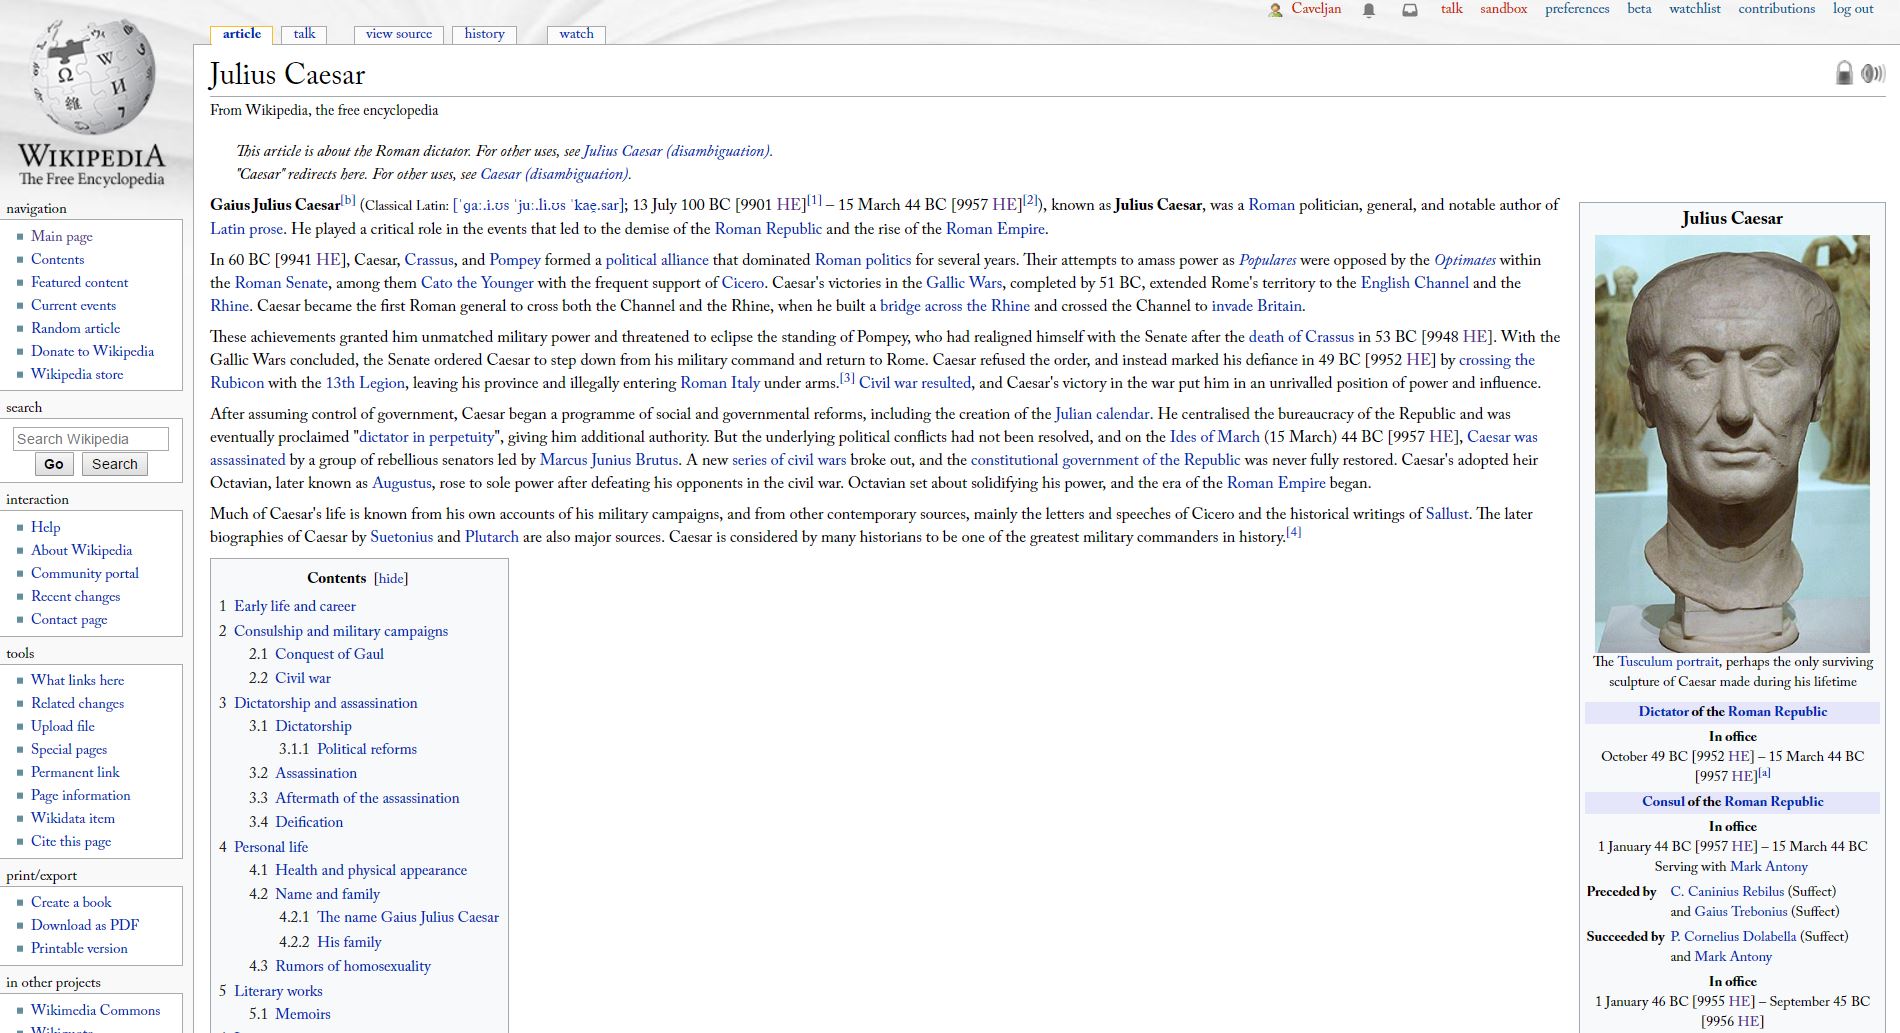 Caveljan talk sandbox preferences beta watchlist contributions log out
article talk view source history watch
WIKIPEDIA
The Free Encyclopedia
navigation
Main page
Contents
Featured content
Current events
Random article
Donate to Wikipedia
Wikipedia store
search
Search Wikipedia
Go Search
interaction
Help
About Wikipedia
Community portal
Recent changes
Contact page
tools
What links here
Related changes
Upload file
Special pages
Permanent link
Page information
Wikidata item
Cite this page
print/export
Create a book
Download as PDF
Printable version
in other projects
Wikimedia Commons
Julius Caesar
From Wikipedia, the free encyclopedia
This article is about the Roman dictator. For other uses, see Julius Caesar (disambiguation).
"Caesar" redirects here. For other uses, see Caesar (disambiguation).
Gaius Julius Caesar[b] (Classical Latin: [ˈɡaː.i.ʊs ˈjuː.li.ʊs ˈkae̯.sar]; 13 July 100 BC [9901 HE][1] – 15 March 44 BC [9957 HE][2]), known as Julius Caesar, was a Roman politician, general, and notable author of
Latin prose. He played a critical role in the events that led to the demise of the Roman Republic and the rise of the Roman Empire.
In 60 BC [9941 HE], Caesar, Crassus, and Pompey formed a political alliance that dominated Roman politics for several years. Their attempts to amass power as Populares were opposed by the Optimates within
the Roman Senate, among them Cato the Younger with the frequent support of Cicero. Caesar's victories in the Gallic Wars, completed by 51 BC, extended Rome's territory to the English Channel and the
Rhine. Caesar became the first Roman general to cross both the Channel and the Rhine, when he built a bridge across the Rhine and crossed the Channel to invade Britain.
These achievements granted him unmatched military power and threatened to eclipse the standing of Pompey, who had realigned himself with the Senate after the death of Crassus in 53 BC [9948 HE]. With the
Gallic Wars concluded, the Senate ordered Caesar to step down from his military command and return to Rome. Caesar refused the order, and instead marked his defiance in 49 BC [9952 HE] by crossing the
Rubicon with the 13th Legion, leaving his province and illegally entering Roman Italy under arms.[3] Civil war resulted, and Caesar's victory in the war put him in an unrivalled position of power and influence.
After assuming control of government, Caesar began a programme of social and governmental reforms, including the creation of the Julian calendar. He centralised the bureaucracy of the Republic and was
eventually proclaimed "dictator in perpetuity", giving him additional authority. But the underlying political conflicts had not been resolved, and on the Ides of March (15 March) 44 BC [9957 HE], Caesar was
assassinated by a group of rebellious senators led by Marcus Junius Brutus. A new series of civil wars broke out, and the constitutional government of the Republic was never fully restored. Caesar's adopted heir
Octavian, later known as Augustus, rose to sole power after defeating his opponents in the civil war. Octavian set about solidifying his power, and the era of the Roman Empire began.
Much of Caesar's life is known from his own accounts of his military campaigns, and from other contemporary sources, mainly the letters and speeches of Cicero and the historical writings of Sallust. The later
biographies of Caesar by Suetonius and Plutarch are also major sources. Caesar is considered by many historians to be one of the greatest military commanders in history.[4]
Contents [hide]
1 Early life and career
2 Consulship and military campaigns
2.1 Conquest of Gaul
2.2 Civil war
3 Dictatorship and assassination
3.1 Dictatorship
3.1.1 Political reforms
3.2 Assassination
3.3 Aftermath of the assassination
3.4 Deification
4 Personal life
4.1 Health and physical appearance
4.2 Name and family
4.2.1 The name Gaius Julius Caesar
4.2.2 His family
4.3 Rumors of homosexuality
5 Literary works
5.1 Memoirs
Julius Caesar
The Tusculum portrait, perhaps the only surviving
sculpture of Caesar made during his lifetime
Dictator of the Roman Republic
In office
October 49 BC [9952 HE] – 15 March 44 BC
[9957 HE][a]
Consul of the Roman Republic
In office
1 January 44 BC [9957 HE] – 15 March 44 BC
Serving with Mark Antony
Preceded by C. Caninius Rebilus (Suffect)
and Gaius Trebonius (Suffect)
Succeeded by P. Cornelius Dolabella (Suffect)
and Mark Antony
In office
1 January 46 BC [9955 HE] – September 45 BC
[9956 HE]